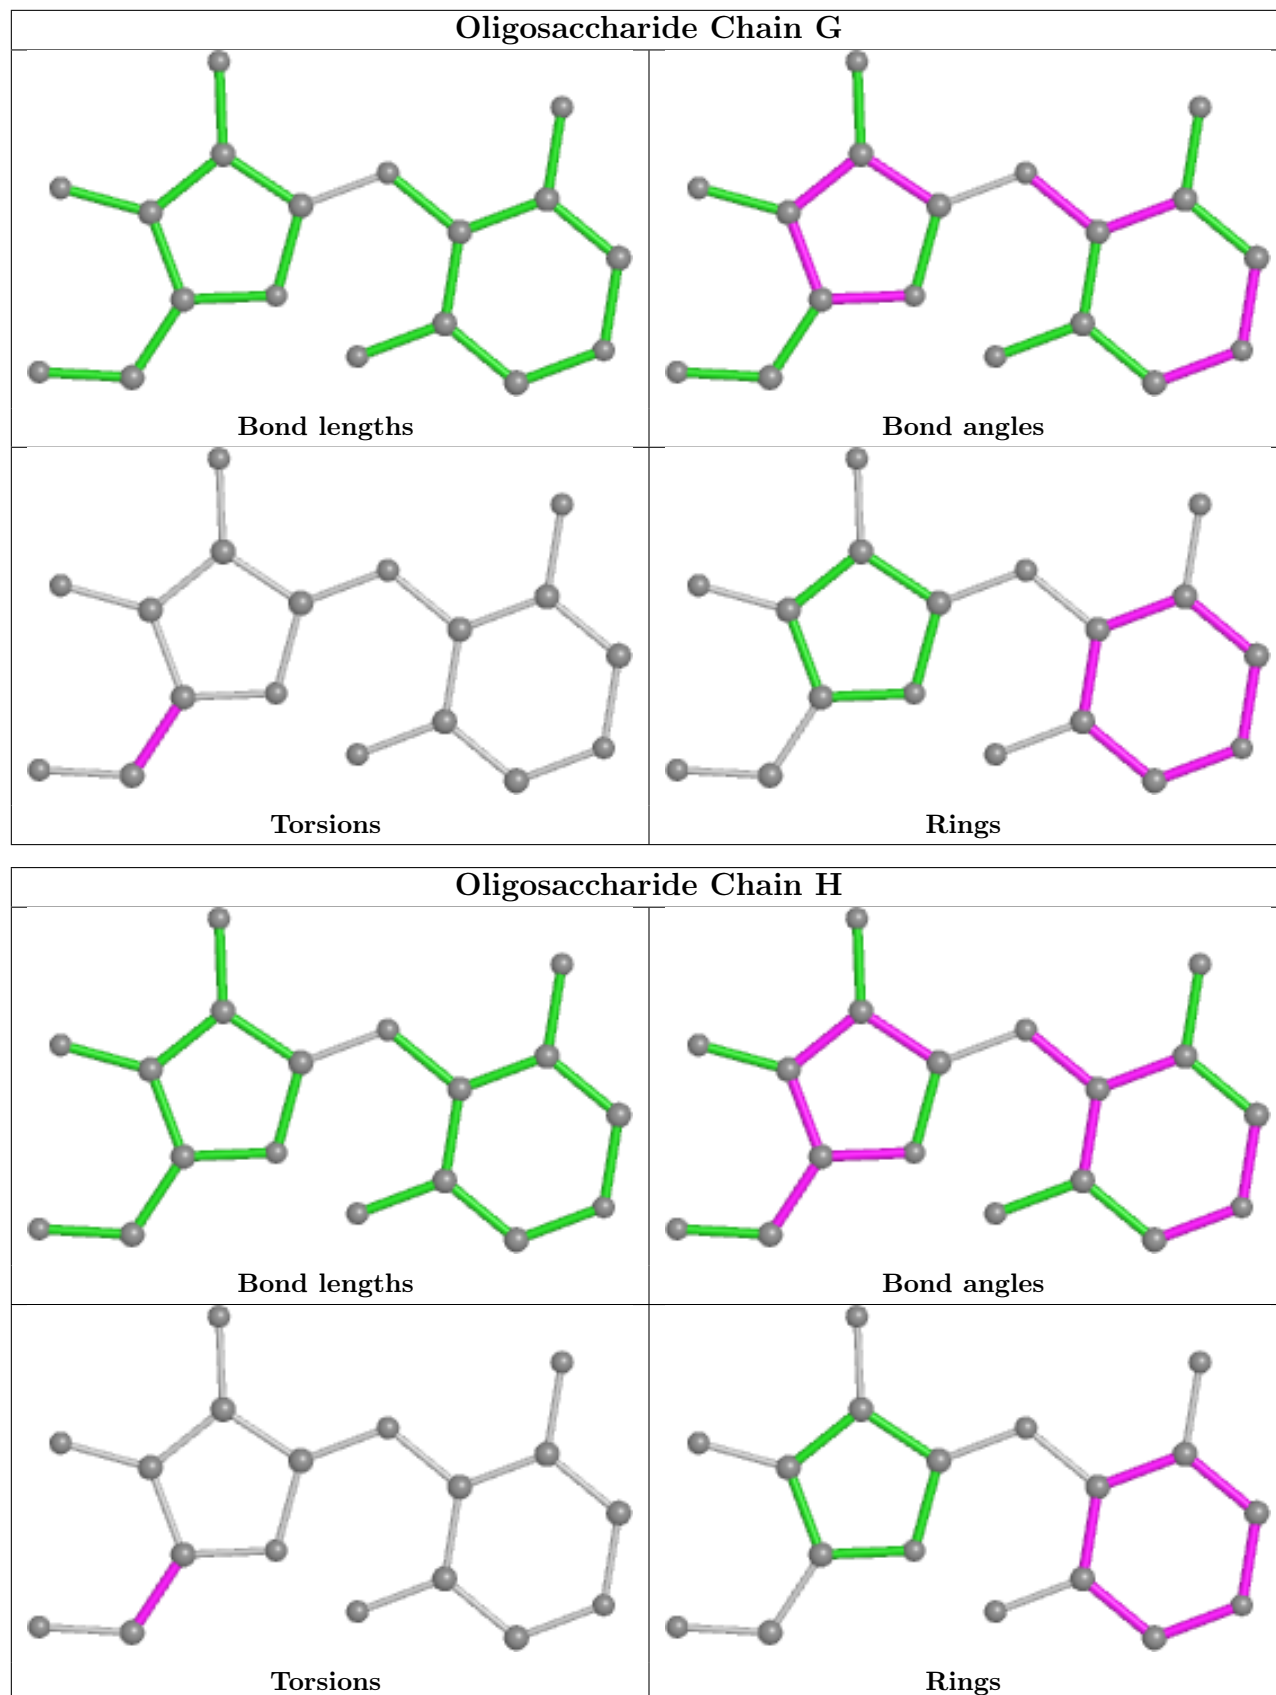 Oligosaccharide Chain G
Bond lengths
Bond angles
Torsions
Rings
Oligosaccharide Chain H
Bond lengths
Bond angles
Torsions
Rings